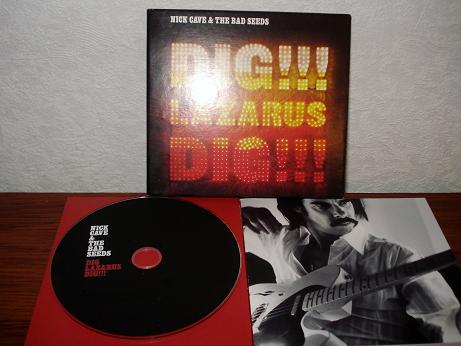 NICK CAVE & THE BAD SEEDS
DIG!!!
LAZARUS
DIG!!!
NICK
CAVE &
THE
BAD
SEEDS
DIG
LAZARUS
DIG!!!